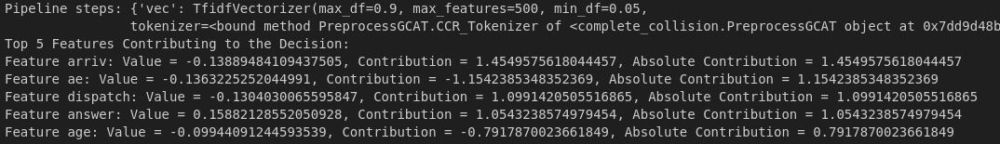 Pipeline steps: {'vec': TfidfVectorizer(max_df=0.9, max_features=500, min_df=0.05,
tokenizer=<bound method PreprocessGCAT.CCR_Tokenizer of <complete_collision.PreprocessGCAT object at 0x7dd9d48b
Top 5 Features Contributing to the Decision:
Feature arriv: Value = -0.13889484109437505, Contribution = 1.4549575618044457, Absolute Contribution = 1.4549575618044457
Feature ae: Value = -0.1363225252044991, Contribution = -1.1542385348352369, Absolute Contribution = 1.1542385348352369
Feature dispatch: Value = -0.1304030065595847, Contribution = 1.0991420505516865, Absolute Contribution = 1.0991420505516865
Feature answer: Value = 0.15882128552050928, Contribution = 1.0543238574979454, Absolute Contribution = 1.0543238574979454
Feature age: Value = -0.09944091244593539, Contribution = -0.7917870023661849, Absolute Contribution = 0.7917870023661849